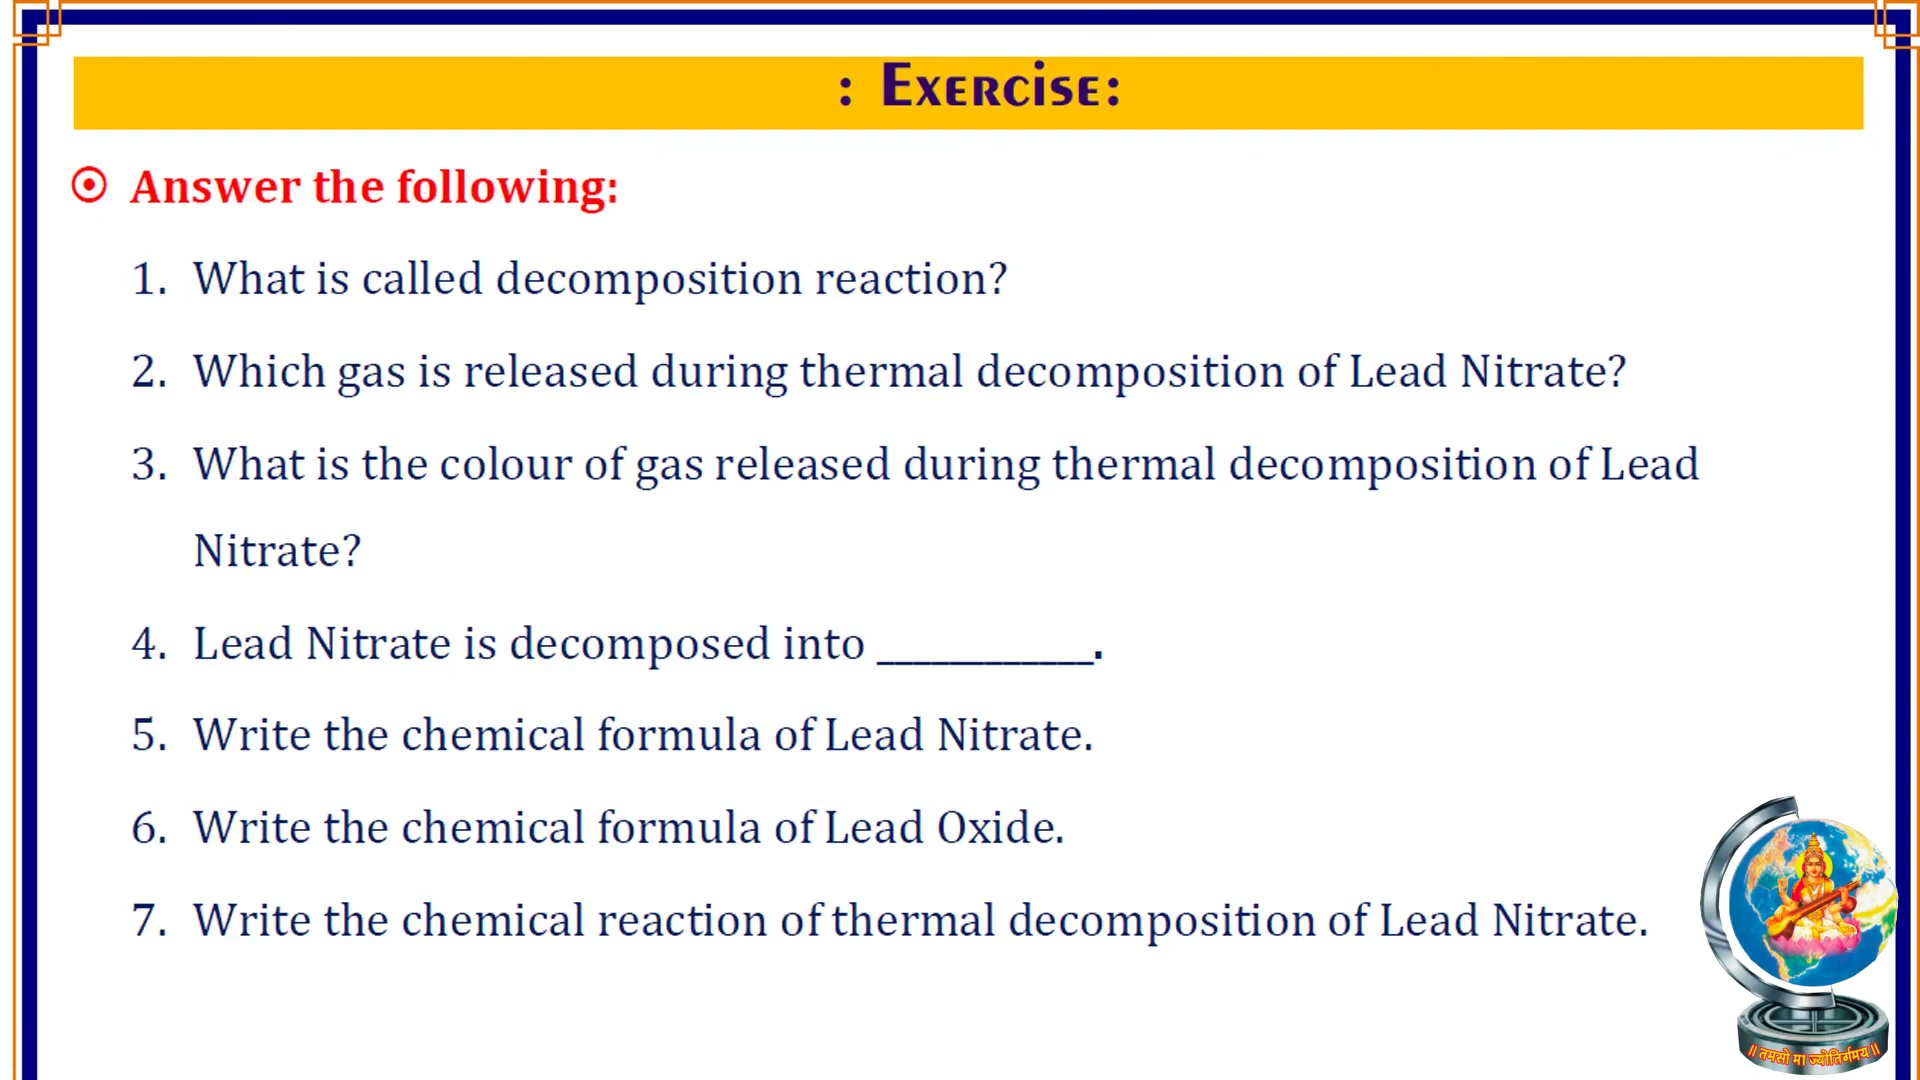 : Exercise:
Answer the following:
1. What is called decomposition reaction?
2. Which gas is released during thermal decomposition of Lead Nitrate?
3. What is the colour of gas released during thermal decomposition of Lead
Nitrate?
4. Lead Nitrate is decomposed into ____________.
5. Write the chemical formula of Lead Nitrate.
6. Write the chemical formula of Lead Oxide.
7. Write the chemical reaction of thermal decomposition of Lead Nitrate.
॥ तमसो मा ज्योतिर्गमय ॥